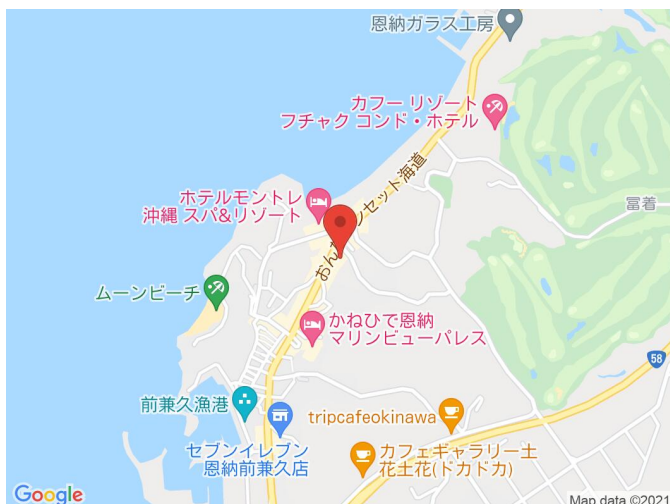 恩納ガラス工房
カフー リゾート
フチャク コンド・ホテル
ホテルモントレ
沖縄 スパ&リゾート
冨着
ムーンビーチ
かねひで恩納
マリンビューパレス
58
前兼久漁港
tripcafeokinawa
セブンイレブン
恩納前兼久店
カフェギャラリー土
花土花(ドカドカ)
Google